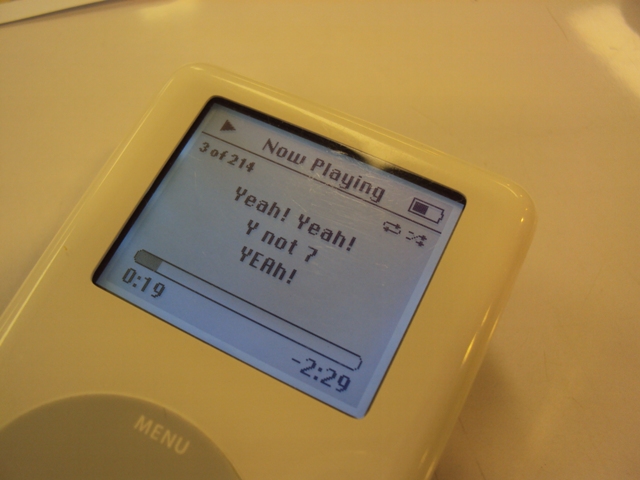 Now Playing
3 of 214
Yeah! Yeah!
Y not 7
YEAh!
0:19
-2:29
MENU